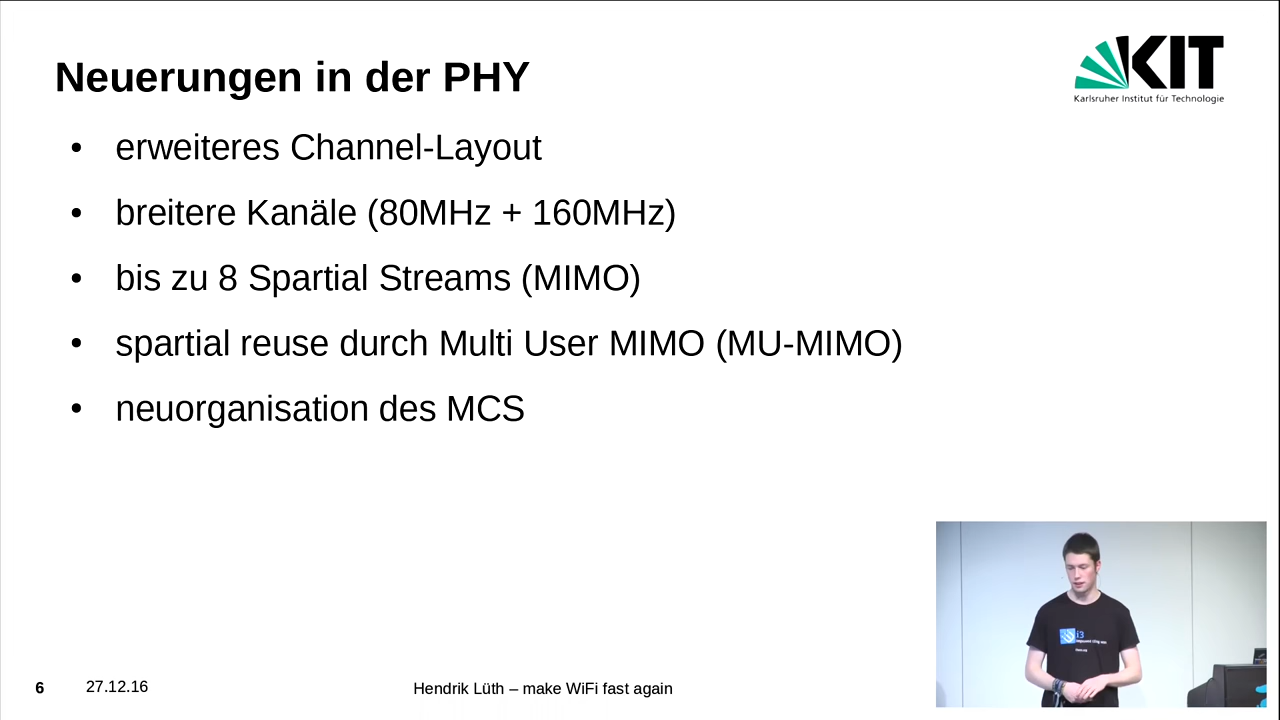 Neuerungen in der PHY
KIT
Karlsruher Institut für Technologie
• erweiteres Channel-Layout
• breitere Kanäle (80MHz + 160MHz)
• bis zu 8 Spartial Streams (MIMO)
• spartial reuse durch Multi User MIMO (MU-MIMO)
• neuorganisation des MCS
i3
6
27.12.16
Hendrik Lüth – make WiFi fast again